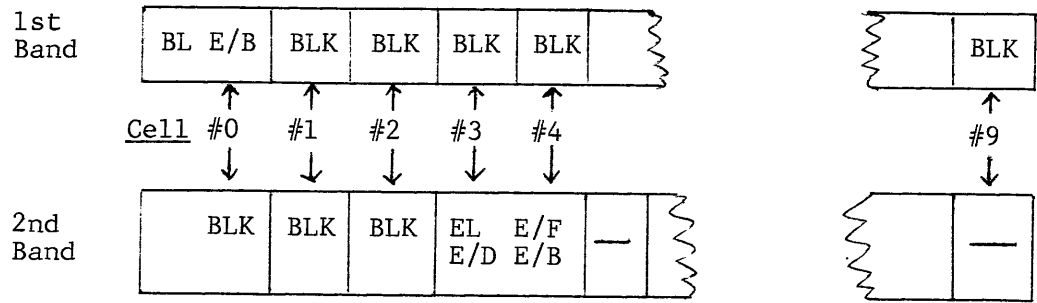 1st
Band
BL E/B BLK BLK BLK BLK BLK
Cell #0 #1 #2 #3 #4 #9
2nd
Band
BLK BLK BLK EL E/F —
E/D E/B —